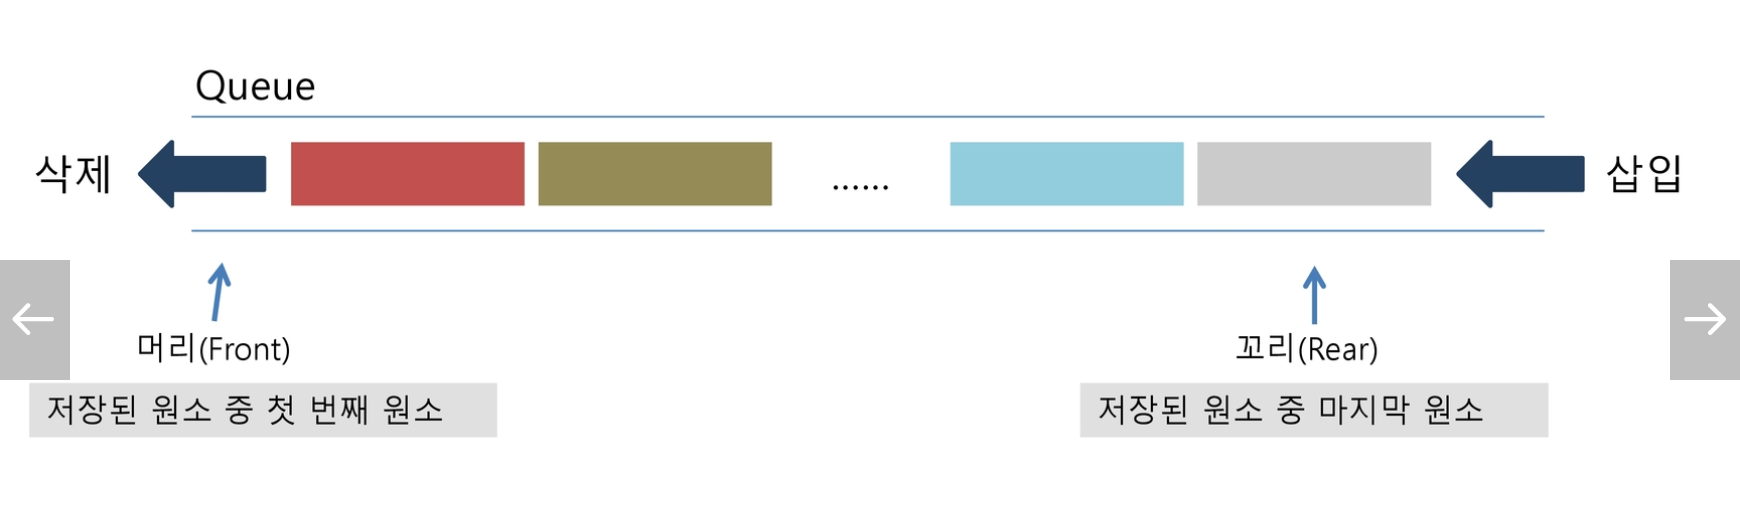 Queue
삭제
......
삽입
머리(Front)
꼬리(Rear)
저장된 원소 중 첫 번째 원소
저장된 원소 중 마지막 원소